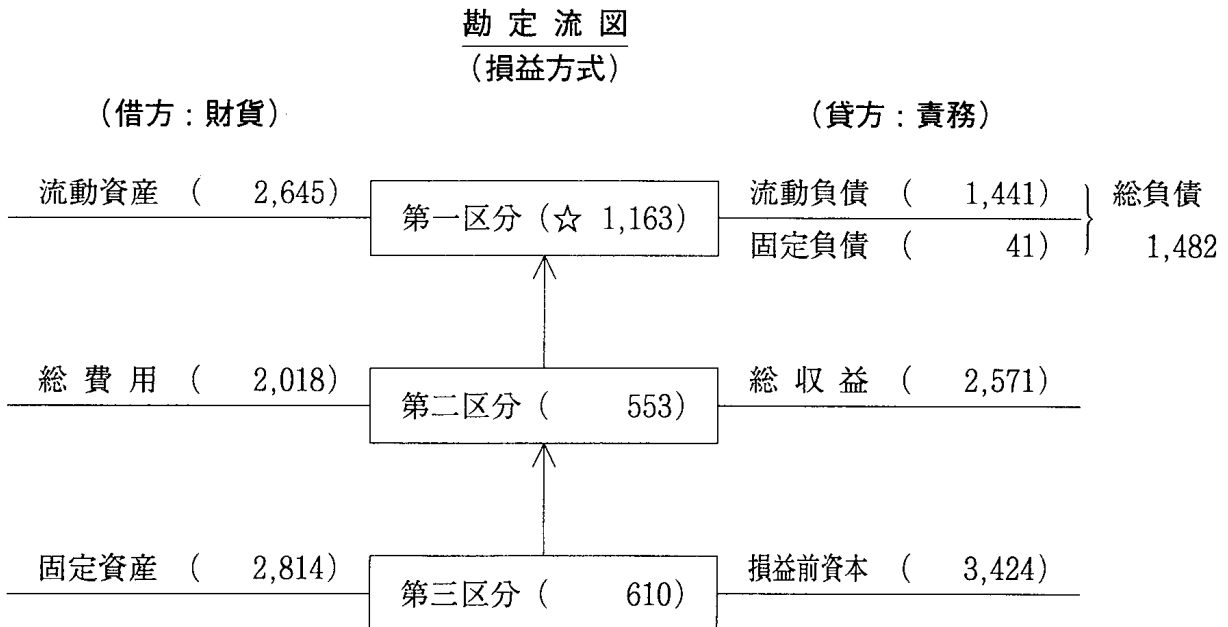 勘定流図
(損益方式)
(借方:財貨) (貸方:責務)
流動資産 ( 2,645) 第一区分(☆ 1,163) 流動負債 ( 1,441) 総負債
固定負債 ( 41) 1,482
総費用 ( 2,018) 第二区分( 553) 総収益 ( 2,571)
固定資産 ( 2,814) 第三区分( 610) 損益前資本 ( 3,424)